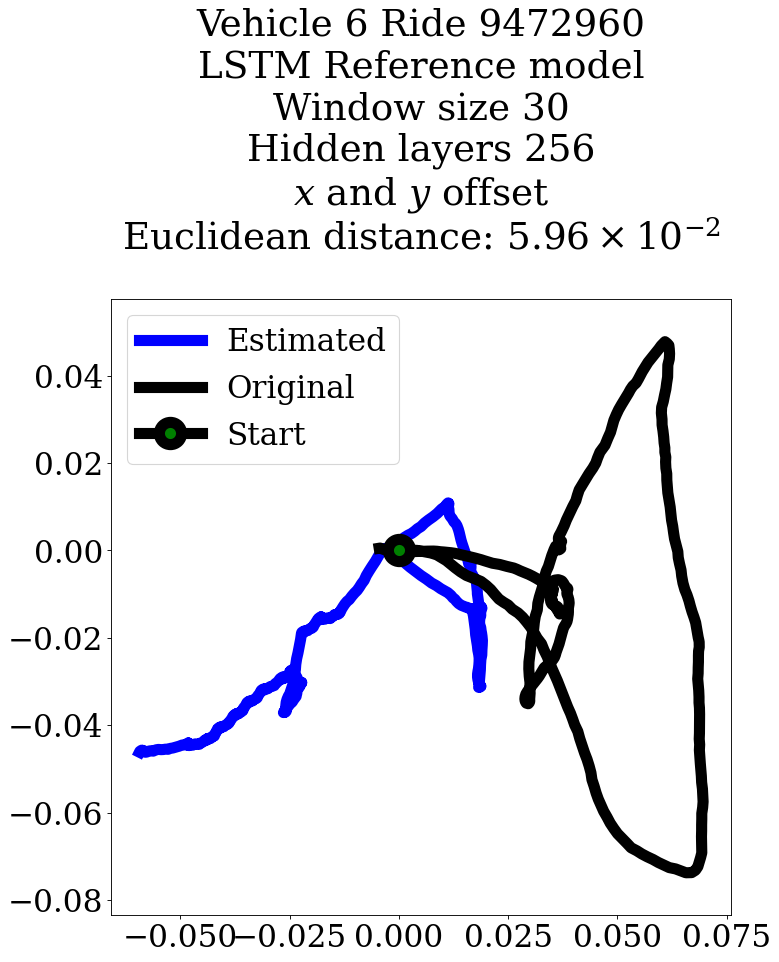 Vehicle 6 Ride 9472960
LSTM Reference model
Window size 30
Hidden layers 256
x and y offset
Euclidean distance: 5.96 × 10⁻²
Estimated
Original
Start
0.04
0.02
0.00
−0.02
−0.04
−0.06
−0.08
−0.050 −0.025 0.000 0.025 0.050 0.075